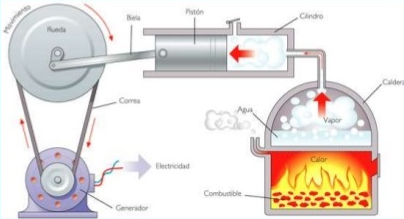 Movimiento
Rueda
Biela
Pistón
Cilindro
Correa
Agua
Vapor
Caldera
Calor
Combustible
Electricidad
Generador